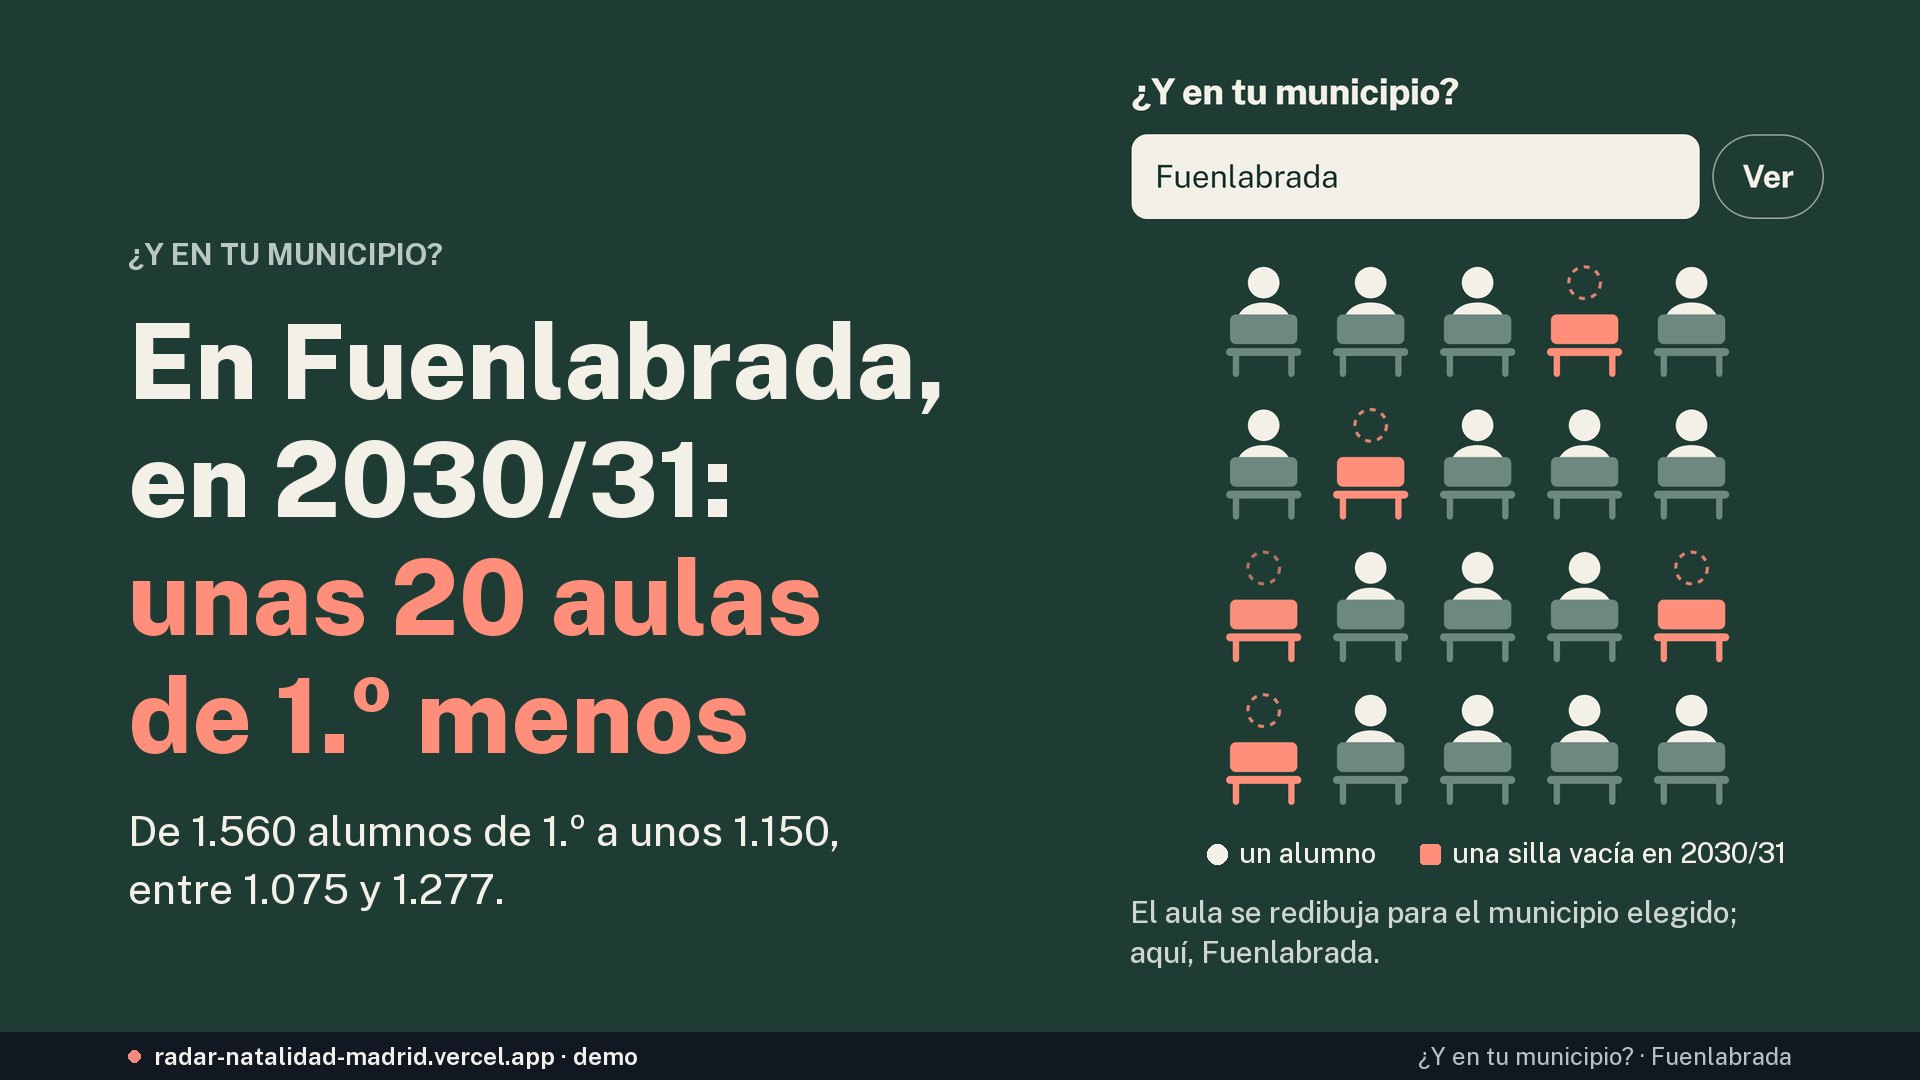 ¿Y EN TU MUNICIPIO?
En Fuenlabrada,
en 2030/31:
unas 20 aulas
de 1.º menos
De 1.560 alumnos de 1.º a unos 1.150,
entre 1.075 y 1.277.
¿Y en tu municipio?
Fuenlabrada
Ver
un alumno
una silla vacía en 2030/31
El aula se redibuja para el municipio elegido;
aquí, Fuenlabrada.
radar-natalidad-madrid.vercel.app · demo
¿Y en tu municipio? · Fuenlabrada